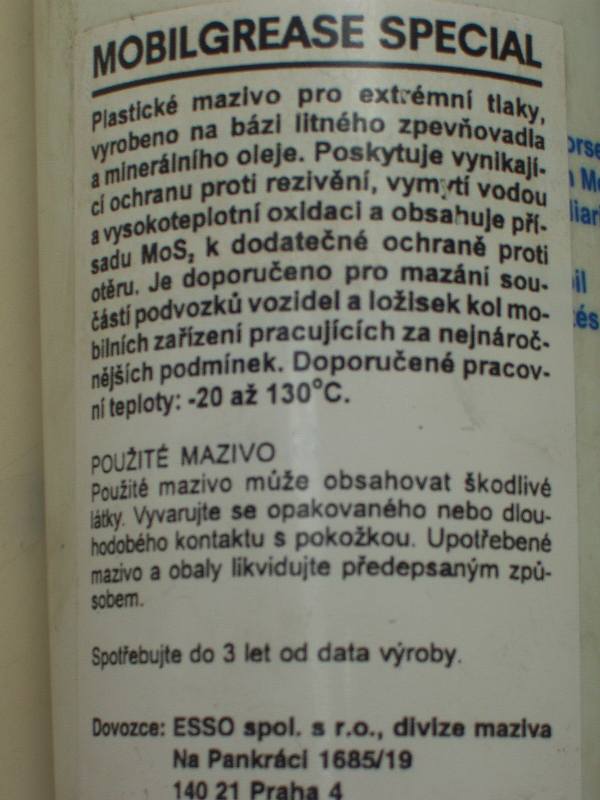 MOBILGREASE SPECIAL
Plastické mazivo pro extrémní tlaky,
vyrobeno na bázi litného zpevňovadla
a minerálního oleje. Poskytuje vynikají-
cí ochranu proti rezivění, vymytí vodou
a vysokoteplotní oxidaci a obsahuje pří-
sadu MoS₂ k dodatečné ochraně proti
otěru. Je doporučeno pro mazání sou-
částí podvozků vozidel a ložisek kol mo-
bilních zařízení pracujících za nejnároč-
nějších podmínek. Doporučené pracov-
ní teploty: -20 až 130°C.
POUŽITÉ MAZIVO
Použité mazivo může obsahovat škodlivé
látky. Vyvarujte se opakovaného nebo dlou-
hodobého kontaktu s pokožkou. Upotřebené
mazivo a obaly likvidujte předepsaným způ-
sobem.
Spotřebujte do 3 let od data výroby.
Dovozce: ESSO spol. s r.o., divize maziva
Na Pankráci 1685/19
140 21 Praha 4